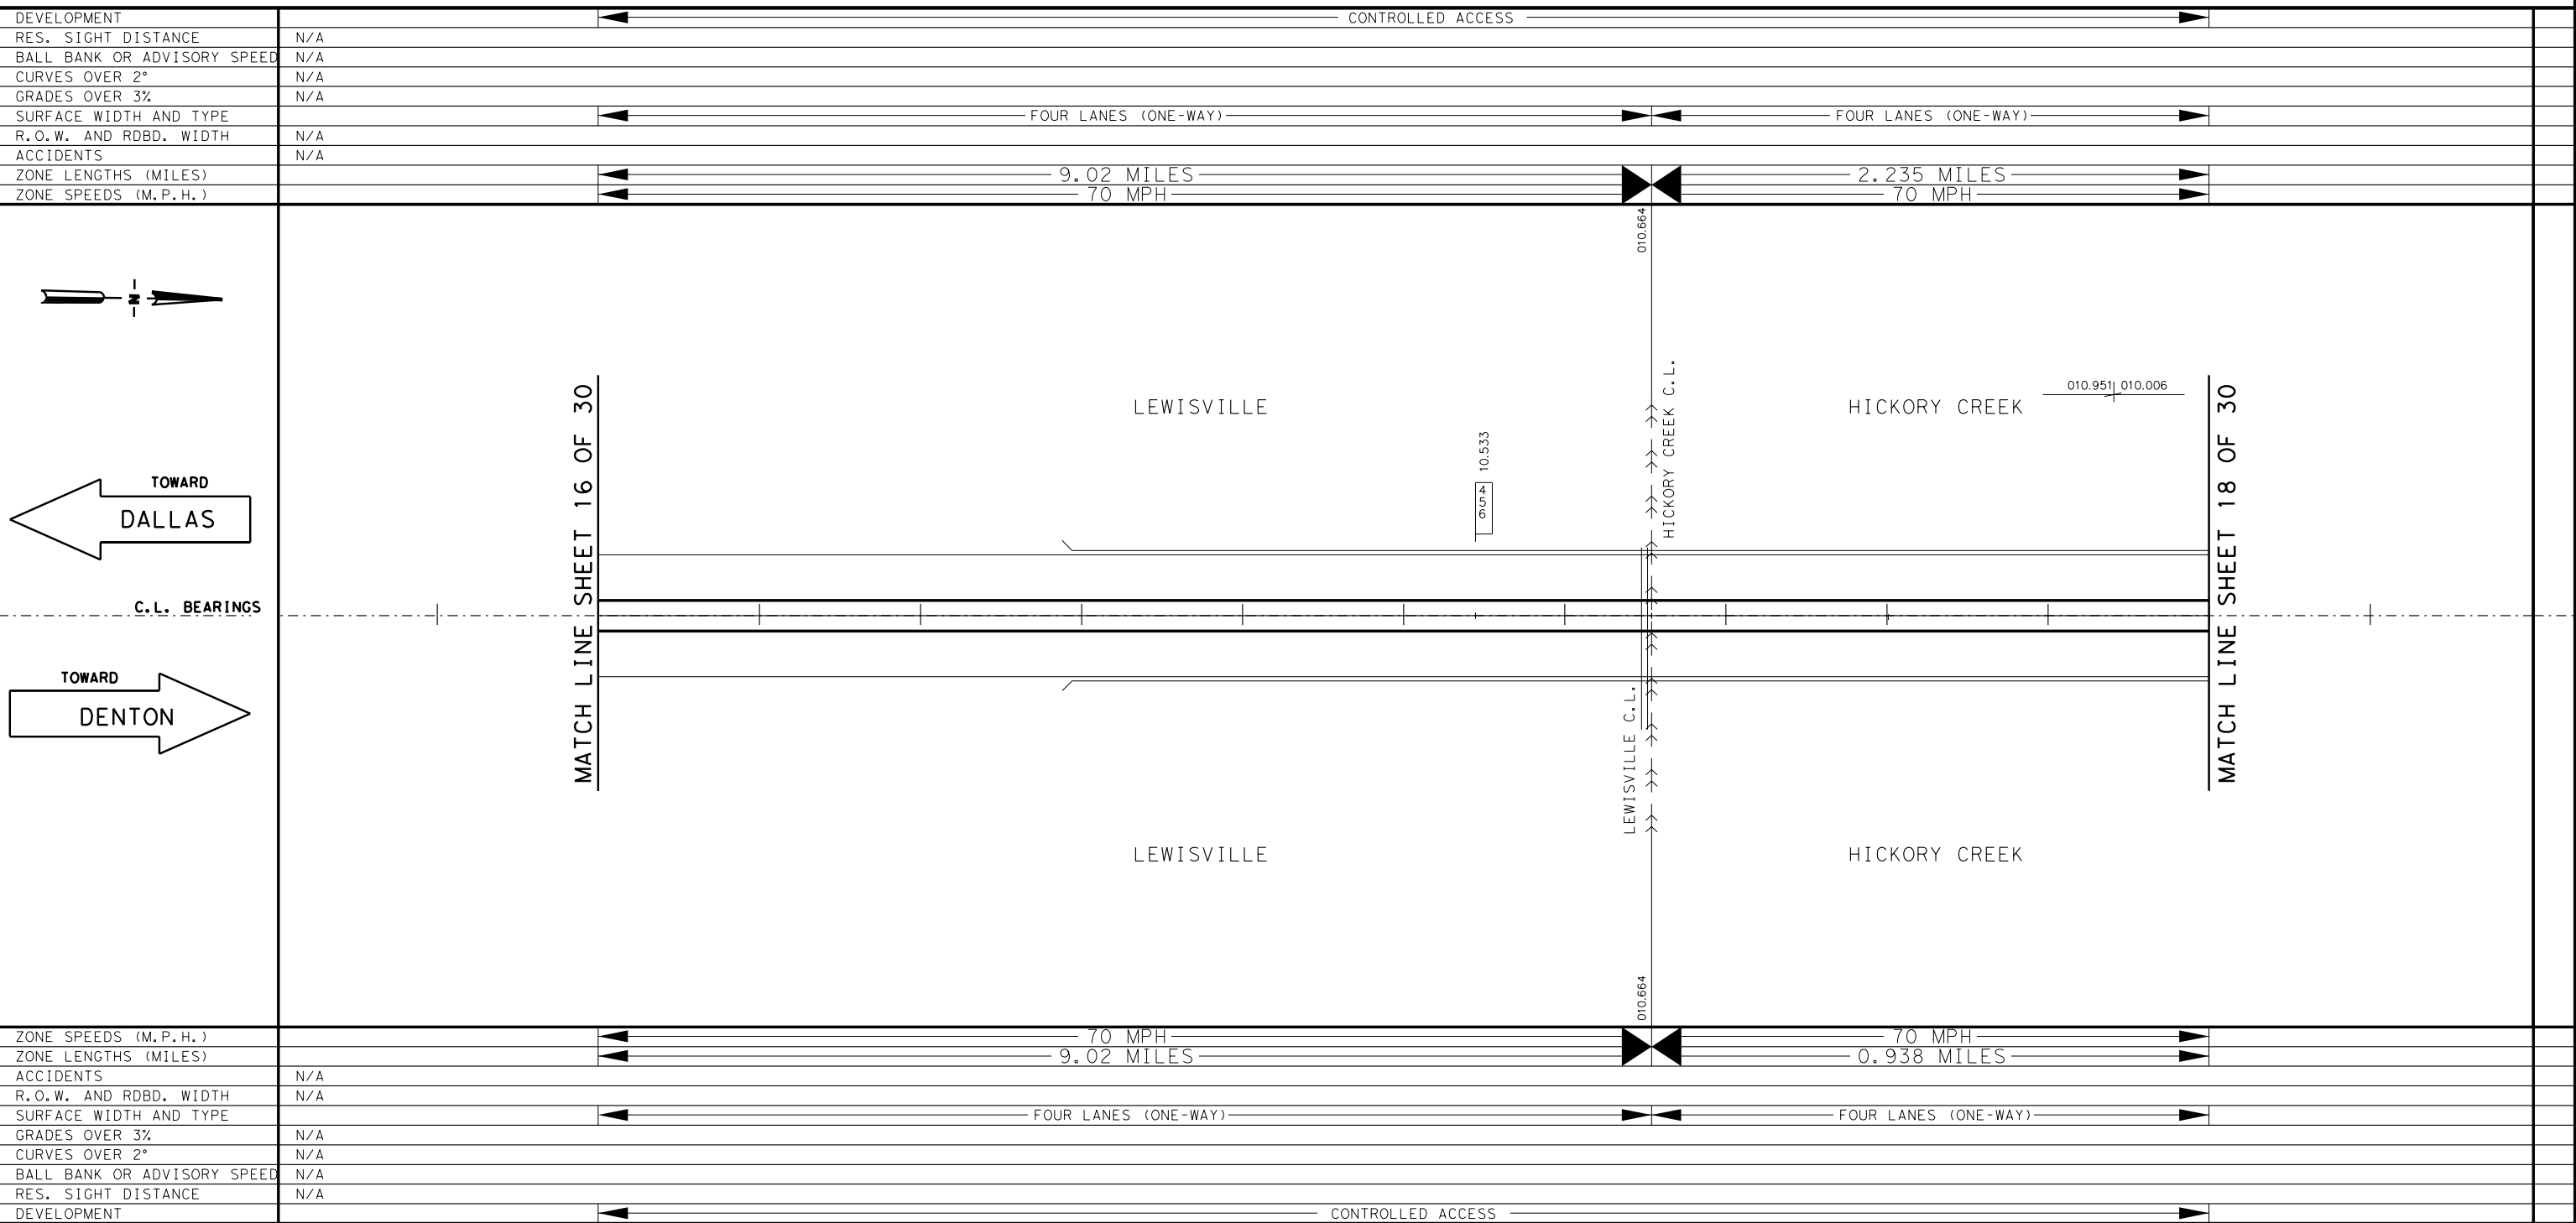 DEVELOPMENT CONTROLLED ACCESS
RES. SIGHT DISTANCE N/A
BALL BANK OR ADVISORY SPEED N/A
CURVES OVER 2° N/A
GRADES OVER 3% N/A
SURFACE WIDTH AND TYPE FOUR LANES (ONE-WAY) FOUR LANES (ONE-WAY)
R.O.W. AND RDBD. WIDTH N/A
ACCIDENTS N/A
ZONE LENGTHS (MILES) 9.02 MILES 2.235 MILES
ZONE SPEEDS (M.P.H.) 70 MPH 70 MPH
010.664
N
MATCH LINE SHEET 16 OF 30
LEWISVILLE
HICKORY CREEK C.L.
HICKORY CREEK
010.951 010.006
MATCH LINE SHEET 18 OF 30
10.533
456
TOWARD
DALLAS
C.L. BEARINGS
TOWARD
DENTON
LEWISVILLE C.L.
LEWISVILLE
HICKORY CREEK
010.664
ZONE SPEEDS (M.P.H.) 70 MPH 70 MPH
ZONE LENGTHS (MILES) 9.02 MILES 0.938 MILES
ACCIDENTS N/A
R.O.W. AND RDBD. WIDTH N/A
SURFACE WIDTH AND TYPE FOUR LANES (ONE-WAY) FOUR LANES (ONE-WAY)
GRADES OVER 3% N/A
CURVES OVER 2° N/A
BALL BANK OR ADVISORY SPEED N/A
RES. SIGHT DISTANCE N/A
DEVELOPMENT CONTROLLED ACCESS